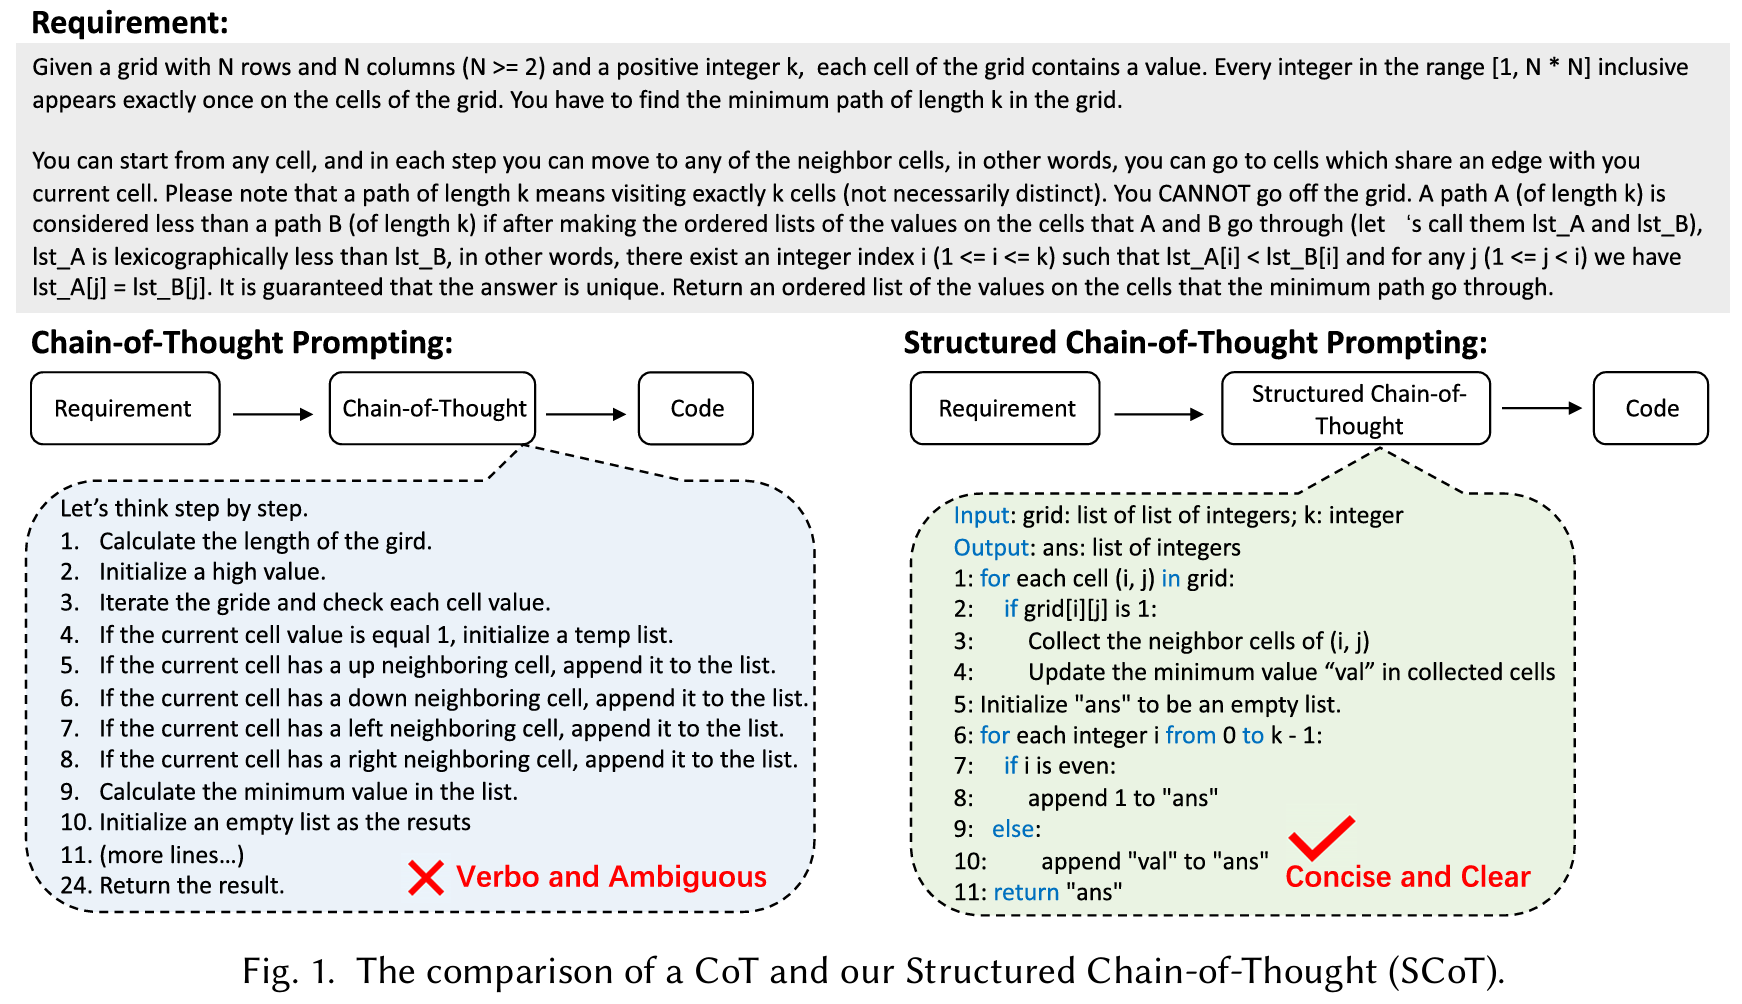 Requirement:
Given a grid with N rows and N columns (N >= 2) and a positive integer k,  each cell of the grid contains a value. Every integer in the range [1, N * N] inclusive
appears exactly once on the cells of the grid. You have to find the minimum path of length k in the grid.
You can start from any cell, and in each step you can move to any of the neighbor cells, in other words, you can go to cells which share an edge with you
current cell. Please note that a path of length k means visiting exactly k cells (not necessarily distinct). You CANNOT go off the grid. A path A (of length k) is
considered less than a path B (of length k) if after making the ordered lists of the values on the cells that A and B go through (let ‘s call them lst_A and lst_B),
lst_A is lexicographically less than lst_B, in other words, there exist an integer index i (1 <= i <= k) such that lst_A[i] < lst_B[i] and for any j (1 <= j < i) we have
lst_A[j] = lst_B[j]. It is guaranteed that the answer is unique. Return an ordered list of the values on the cells that the minimum path go through.
Chain-of-Thought Prompting:
Requirement
Chain-of-Thought
Code
Let’s think step by step.
1. Calculate the length of the gird.
2. Initialize a high value.
3. Iterate the gride and check each cell value.
4. If the current cell value is equal 1, initialize a temp list.
5. If the current cell has a up neighboring cell, append it to the list.
6. If the current cell has a down neighboring cell, append it to the list.
7. If the current cell has a left neighboring cell, append it to the list.
8. If the current cell has a right neighboring cell, append it to the list.
9. Calculate the minimum value in the list.
10. Initialize an empty list as the resuts
11. (more lines…)
24. Return the result.
Verbo and Ambiguous
Structured Chain-of-Thought Prompting:
Requirement
Structured Chain-of-
Thought
Code
Input: grid: list of list of integers; k: integer
Output: ans: list of integers
1: for each cell (i, j) in grid:
2: if grid[i][j] is 1:
3: Collect the neighbor cells of (i, j)
4: Update the minimum value “val” in collected cells
5: Initialize "ans" to be an empty list.
6: for each integer i from 0 to k - 1:
7: if i is even:
8: append 1 to "ans"
9: else:
10: append "val" to "ans"
11: return "ans"
Concise and Clear
Fig. 1. The comparison of a CoT and our Structured Chain-of-Thought (SCoT).